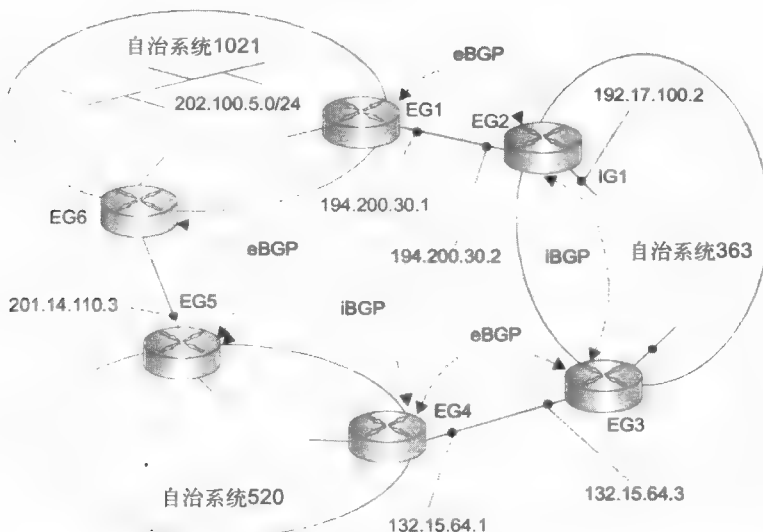 自治系统1021
eBGP
202.100.5.0/24
EG1
EG2
192.17.100.2
IG1
194.200.30.1
EG6
eBGP
194.200.30.2
iBGP
自治系统363
201.14.110.3
EG5
iBGP
eBGP
EG4
EG3
自治系统520
132.15.64.3
132.15.64.1